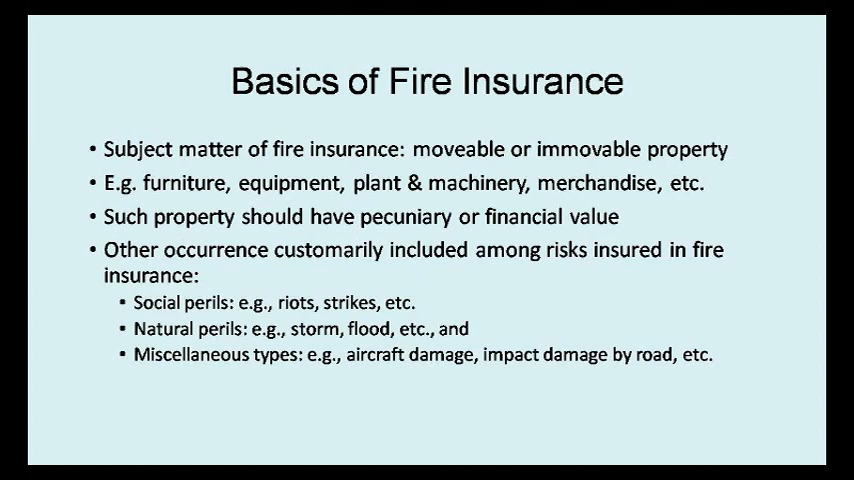 Basics of Fire Insurance
• Subject matter of fire insurance: moveable or immovable property
• E.g. furniture, equipment, plant & machinery, merchandise, etc.
• Such property should have pecuniary or financial value
• Other occurrence customarily included among risks insured in fire
insurance:
• Social perils: e.g., riots, strikes, etc.
• Natural perils: e.g., storm, flood, etc., and
• Miscellaneous types: e.g., aircraft damage, impact damage by road, etc.